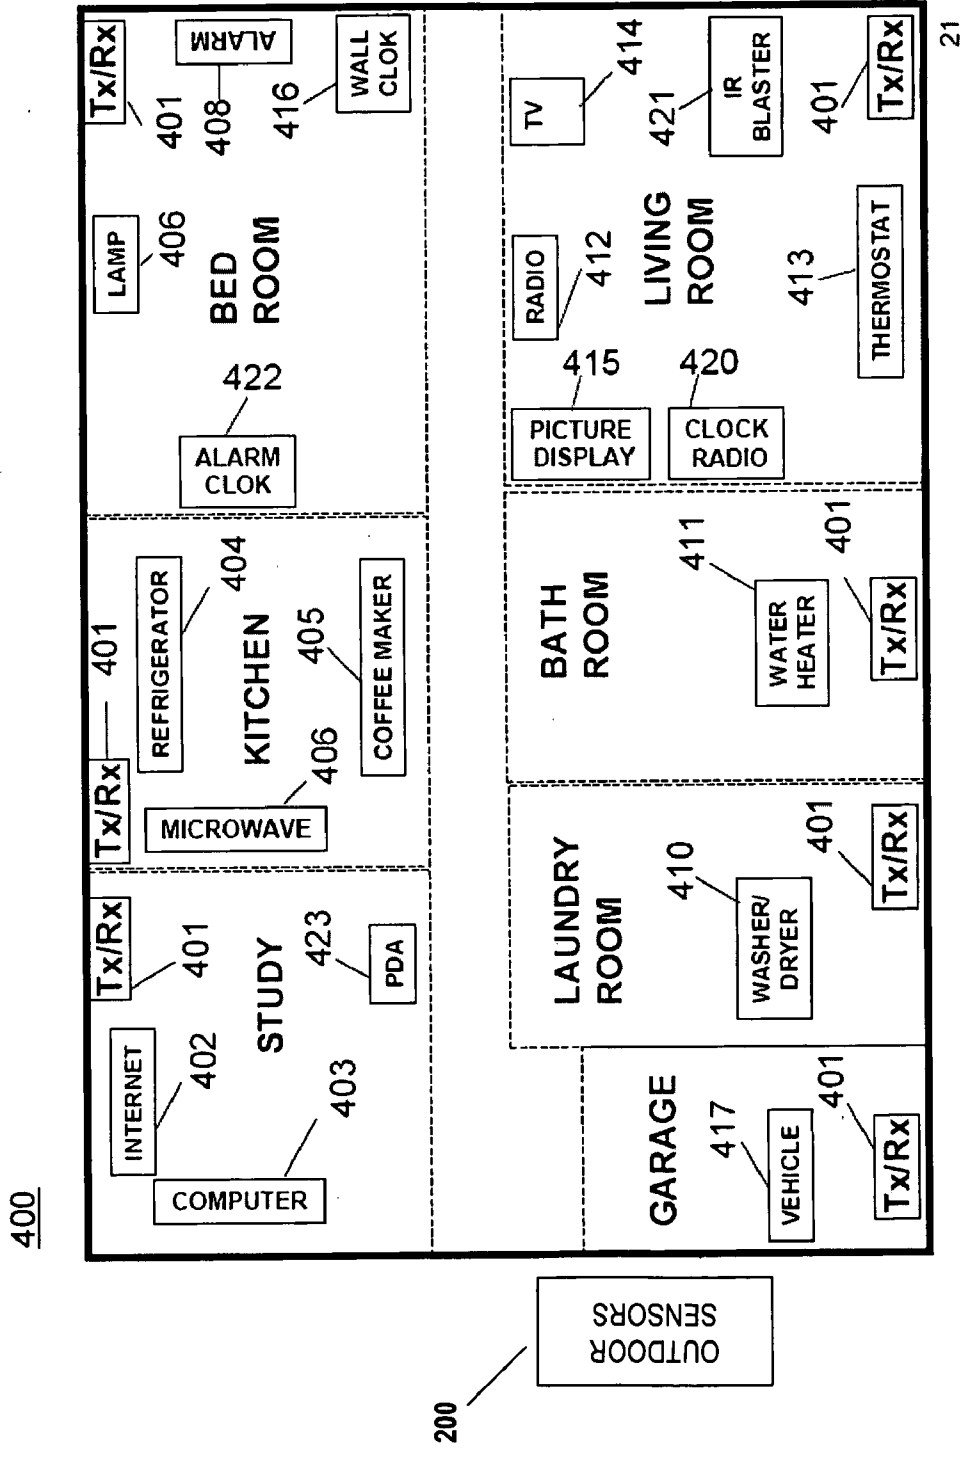 400
INTERNET
402
COMPUTER
403
STUDY
Tx/Rx
401
423
PDA
Tx/Rx
401
REFRIGERATOR
404
MICROWAVE
406
KITCHEN
405
COFFEE MAKER
LAMP
406
Tx/Rx
401
ALARM
408
416
WALL
CLOK
BED
ROOM
422
ALARM
CLOK
OUTDOOR
SENSORS
200
GARAGE
417
VEHICLE
401
Tx/Rx
LAUNDRY
ROOM
410
WASHER/
DRYER
401
Tx/Rx
BATH
ROOM
411
WATER
HEATER
401
Tx/Rx
PICTURE
DISPLAY
415
RADIO
412
TV
414
LIVING
ROOM
CLOCK
RADIO
420
421
IR
BLASTER
413
THERMOSTAT
401
Tx/Rx
21